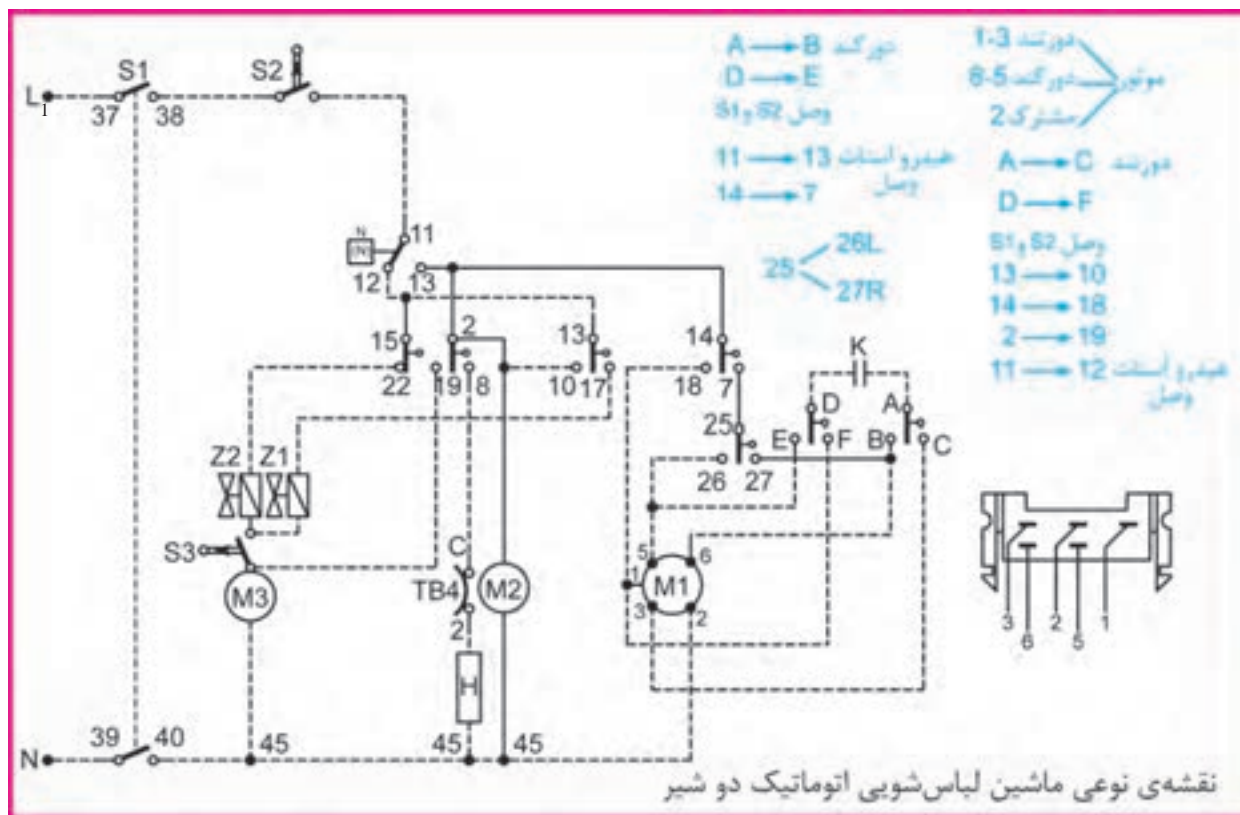 A → B دور کند
D → E
وصل S2 و S1
11 → 13 هیدرواستات وصل
14 → 7
25
26L
27R
موتور
1-3 دورتند
6-5 دورکند
مشترک 2
A → C دورتند
D → F
وصل S2 و S1
13 → 10
14 → 18
2 → 19
11 → 12 هیدرواستات وصل
L1
S1
S2
37
38
N
(N)
11
12
13
15
2
13
14
K
22
19
8
10
17
18
7
D
A
25
E
F
B
C
26
27
Z2
Z1
S3
C
5
6
M3
TB4
M2
1
M1
3
2
2
H
3
6
2
5
1
N
39
40
45
45
45
نقشه‌ی نوعی ماشین لباس‌شویی اتوماتیک دو شیر